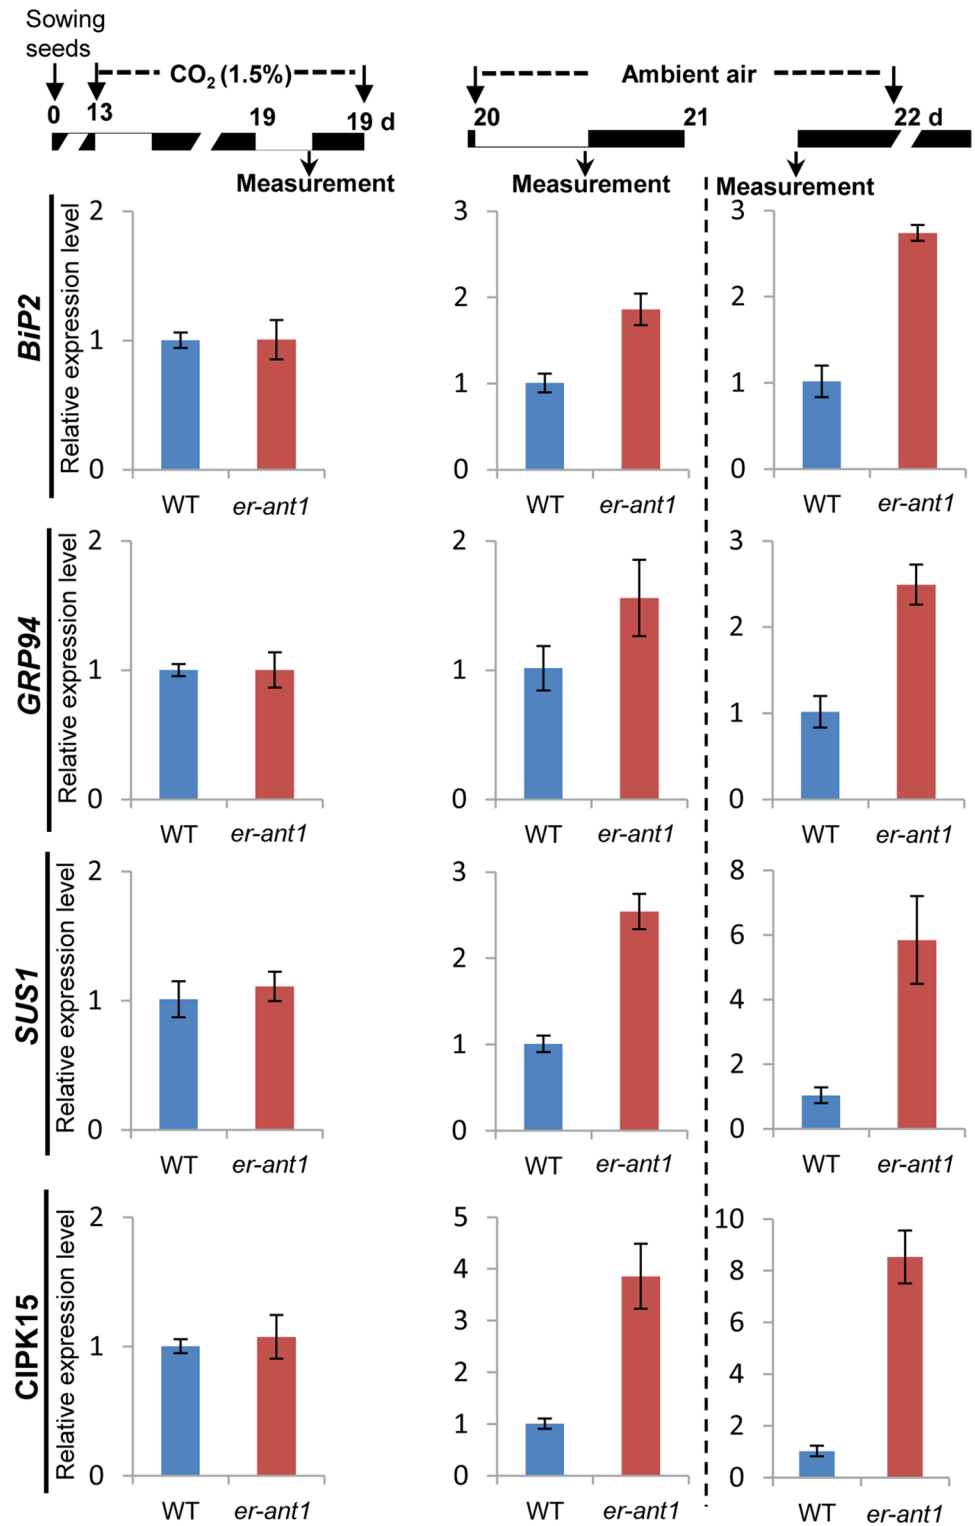 Sowing
seeds
CO2 (1.5%)
Ambient air
0 13 19 19 d 20 21 22 d
Measurement Measurement Measurement
BiP2
Relative expression level
2
1
0
WT er-ant1
3
2
1
0
WT er-ant1
3
2
1
0
WT er-ant1
GRP94
Relative expression level
2
1
0
WT er-ant1
2
1
0
WT er-ant1
3
2
1
0
WT er-ant1
SUS1
Relative expression level
2
1
0
WT er-ant1
3
2
1
0
WT er-ant1
8
6
4
2
0
WT er-ant1
CIPK15
Relative expression level
2
1
0
WT er-ant1
5
4
3
2
1
0
WT er-ant1
10
8
6
4
2
0
WT er-ant1